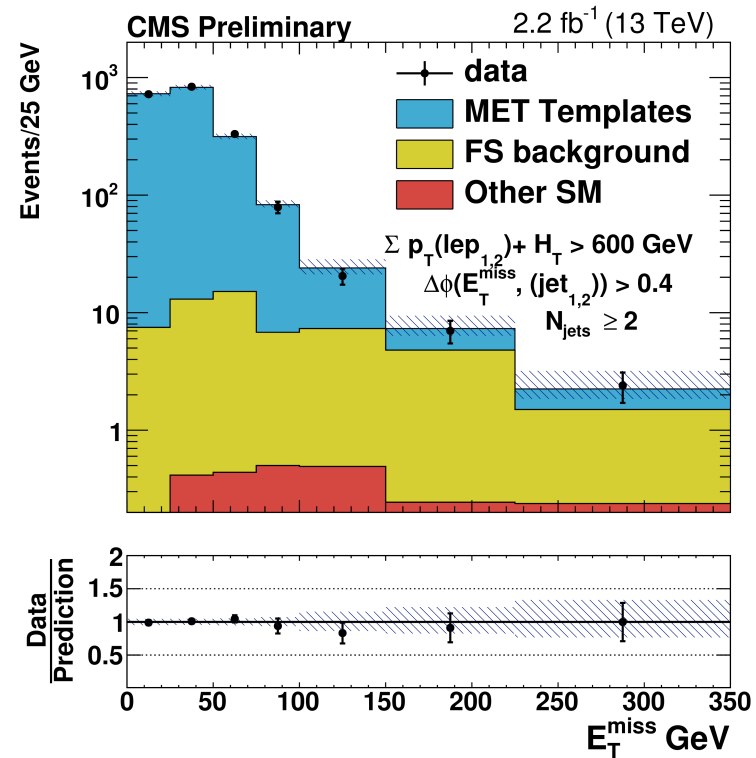 CMS Preliminary 2.2 fb⁻¹ (13 TeV)
Events/25 GeV
10³
10²
10
1
data
MET Templates
FS background
Other SM
Σ p_T(lep_1,2)+ H_T > 600 GeV
Δϕ(E_T^miss, (jet_1,2)) > 0.4
N_jets ≥ 2
Data
Prediction
2
1.5
1
0.5
0 50 100 150 200 250 300 350
E_T^miss GeV